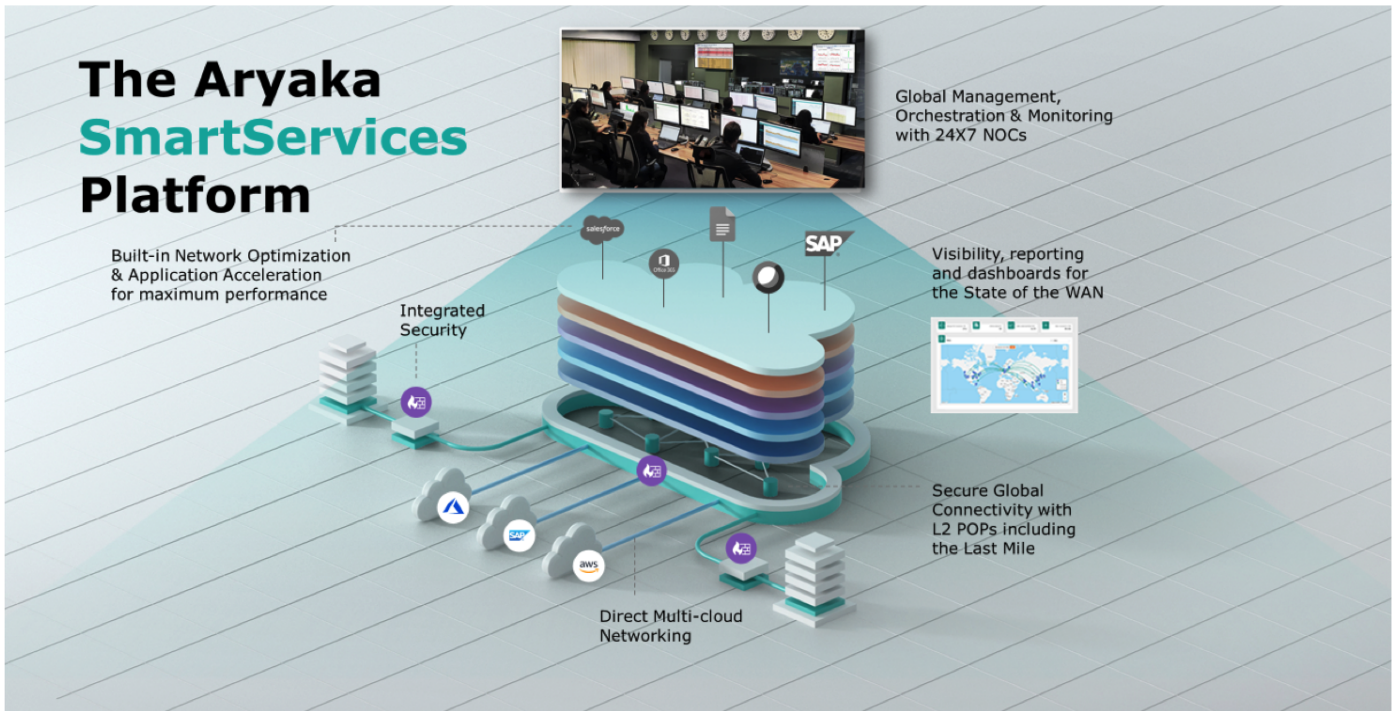 The Aryaka
SmartServices
Platform
Global Management,
Orchestration & Monitoring
with 24X7 NOCs
Built-in Network Optimization
& Application Acceleration
for maximum performance
salesforce
Office 365
SAP
Visibility, reporting
and dashboards for
the State of the WAN
Integrated
Security
SAP
aws
Secure Global
Connectivity with
L2 POPs including
the Last Mile
Direct Multi-cloud
Networking